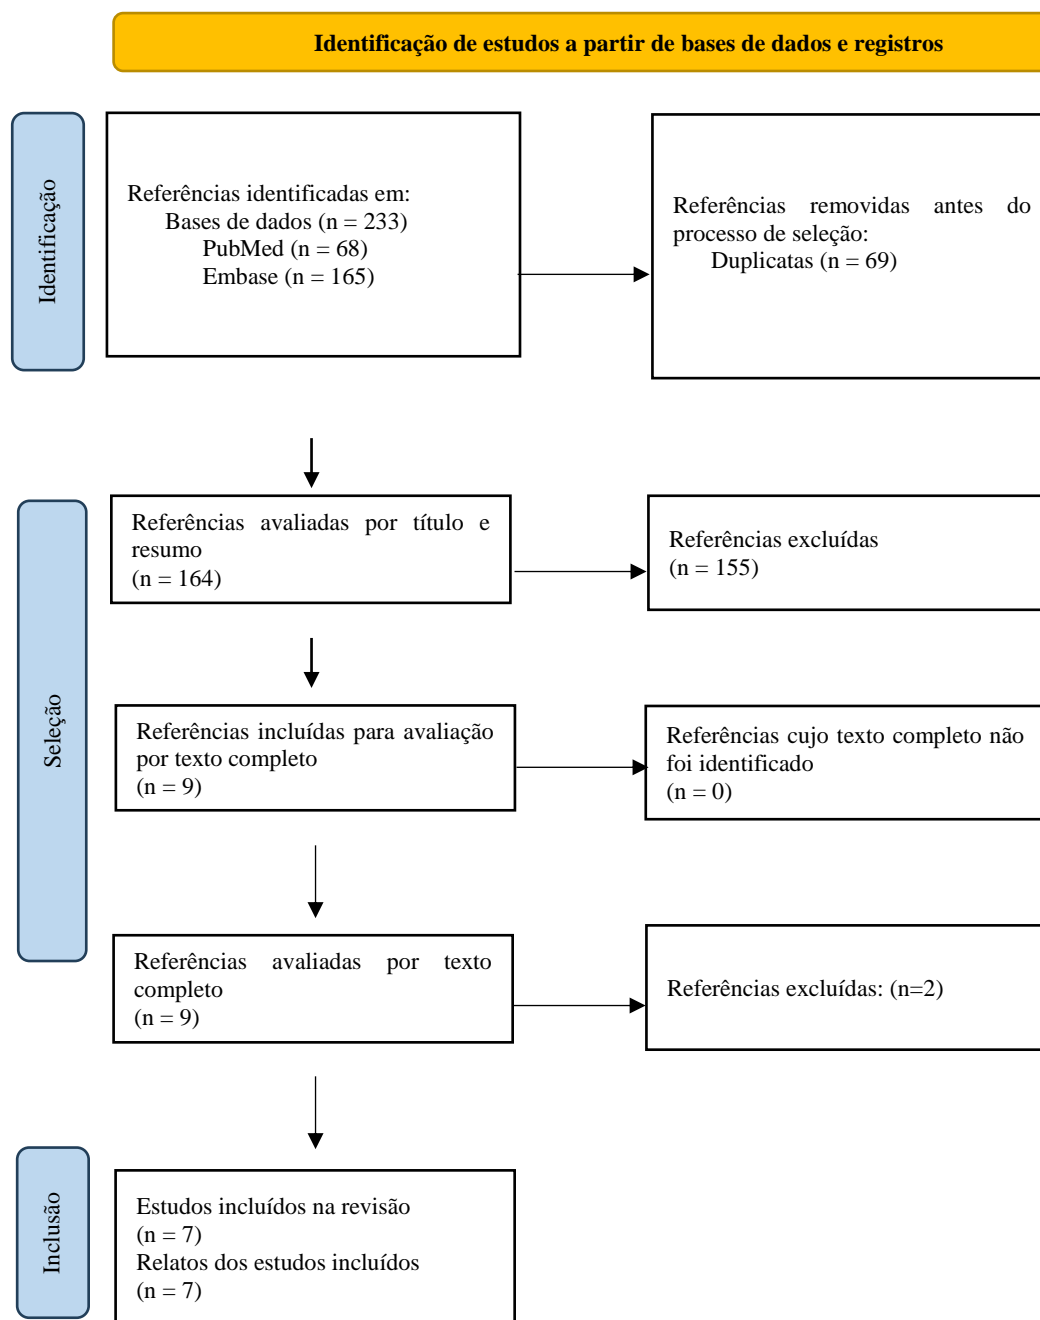 Identificação de estudos a partir de bases de dados e registros
Identificação
Referências identificadas em:
Bases de dados (n = 233)
PubMed (n = 68)
Embase (n = 165)
Referências removidas antes do
processo de seleção:
Duplicatas (n = 69)
Seleção
Referências avaliadas por título e
resumo
(n = 164)
Referências excluídas
(n = 155)
Referências incluídas para avaliação
por texto completo
(n = 9)
Referências cujo texto completo não
foi identificado
(n = 0)
Referências avaliadas por texto
completo
(n = 9)
Referências excluídas: (n=2)
Inclusão
Estudos incluídos na revisão
(n = 7)
Relatos dos estudos incluídos
(n = 7)